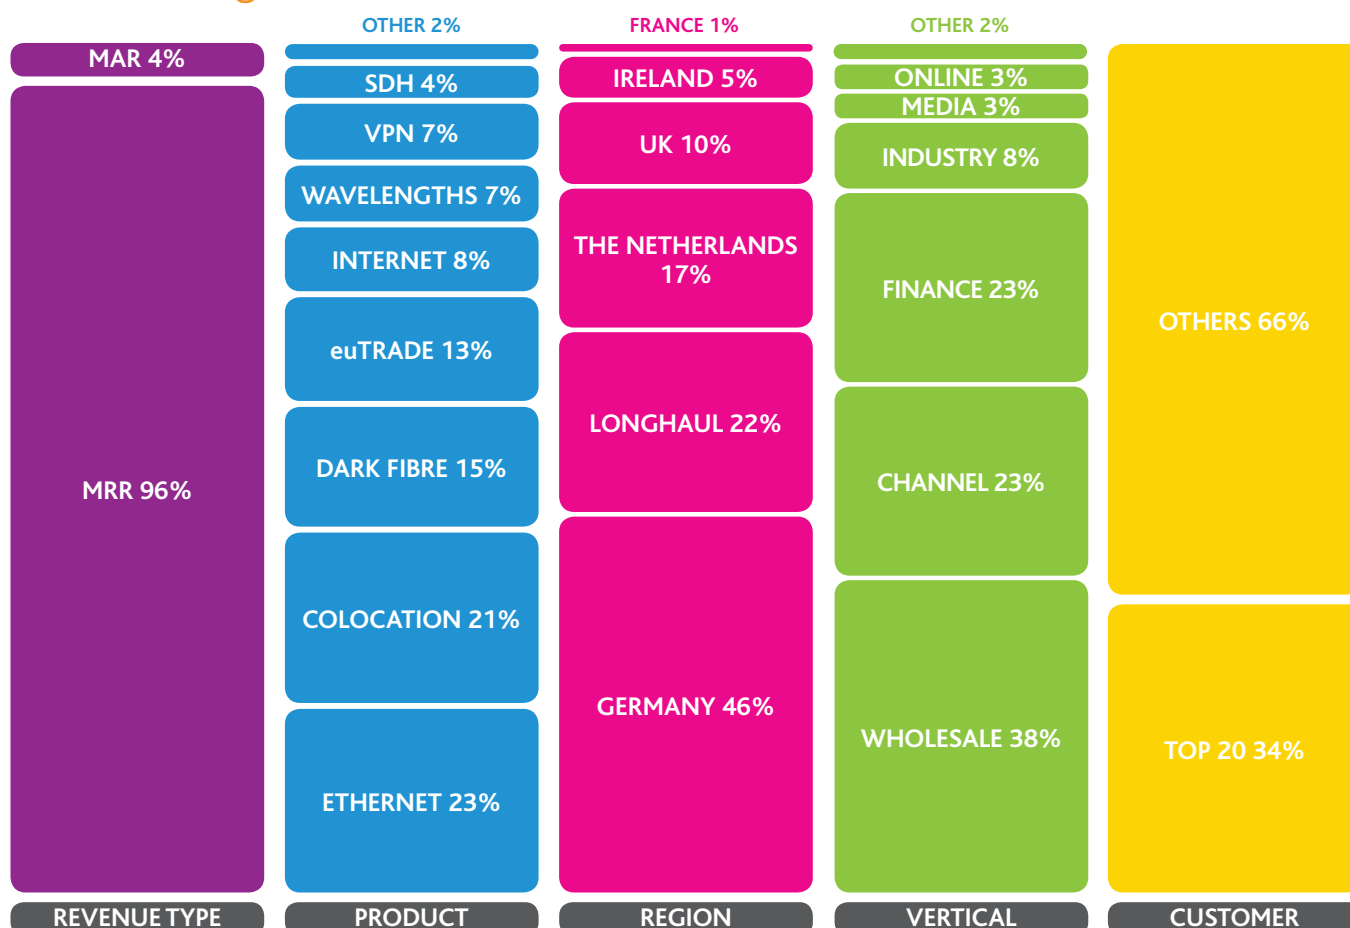 MAR 4%
MRR 96%
REVENUE TYPE
OTHER 2%
SDH 4%
VPN 7%
WAVELENGTHS 7%
INTERNET 8%
euTRADE 13%
DARK FIBRE 15%
COLOCATION 21%
ETHERNET 23%
PRODUCT
FRANCE 1%
IRELAND 5%
UK 10%
THE NETHERLANDS
17%
LONGHAUL 22%
GERMANY 46%
REGION
OTHER 2%
ONLINE 3%
MEDIA 3%
INDUSTRY 8%
FINANCE 23%
CHANNEL 23%
WHOLESALE 38%
VERTICAL
OTHERS 66%
TOP 20 34%
CUSTOMER